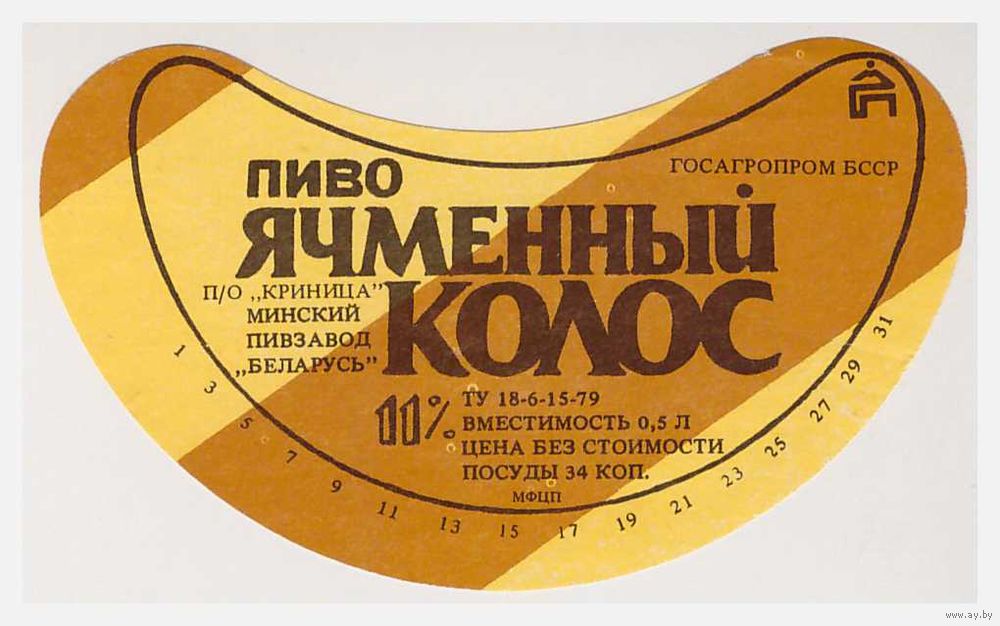 ГОСАГРОПРОМ БССР
ПИВО
ЯЧМЕННЫЙ
КОЛОС
П/О „КРИНИЦА”
МИНСКИЙ
ПИВЗАВОД
„БЕЛАРУСЬ”
11%
ТУ 18-6-15-79
ВМЕСТИМОСТЬ 0,5 Л
ЦЕНА БЕЗ СТОИМОСТИ
ПОСУДЫ 34 КОП.
МФЦП
1 3 5 7 9 11 13 15 17 19 21 23 25 27 29 31
www.ay.by